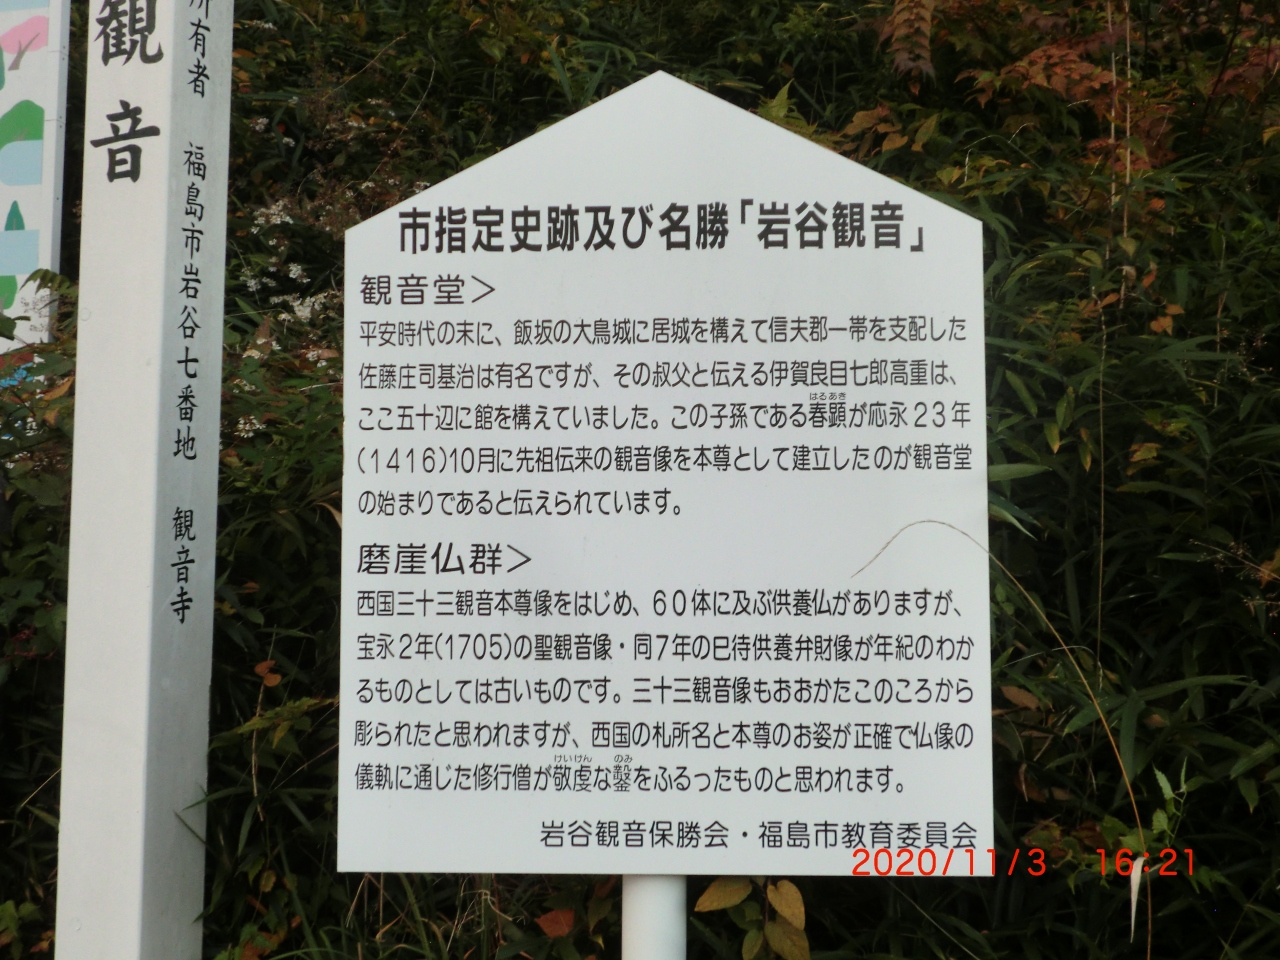 観音
所有者 福島市岩谷七番地 観音寺
市指定史跡及び名勝「岩谷観音」
観音堂＞
平安時代の末に、飯坂の大鳥城に居城を構えて信夫郡一帯を支配した
佐藤庄司基治は有名ですが、その叔父と伝える伊賀良目七郎高重は、
はるあき
ここ五十辺に館を構えていました。この子孫である春顕が応永23年
(1416)10月に先祖伝来の観音像を本尊として建立したのが観音堂
の始まりであると伝えられています。
磨崖仏群＞
西国三十三観音本尊像をはじめ、60体に及ぶ供養仏がありますが、
宝永2年(1705)の聖観音像・同7年の巳待供養弁財像が年紀のわか
るものとしては古いものです。三十三観音像もおおかたこのころから
彫られたと思われますが、西国の札所名と本尊のお姿が正確で仏像の
けいけん のみ
儀軌に通じた修行僧が敬虔な鑿をふるったものと思われます。
岩谷観音保勝会・福島市教育委員会
2020/11/3 16:21